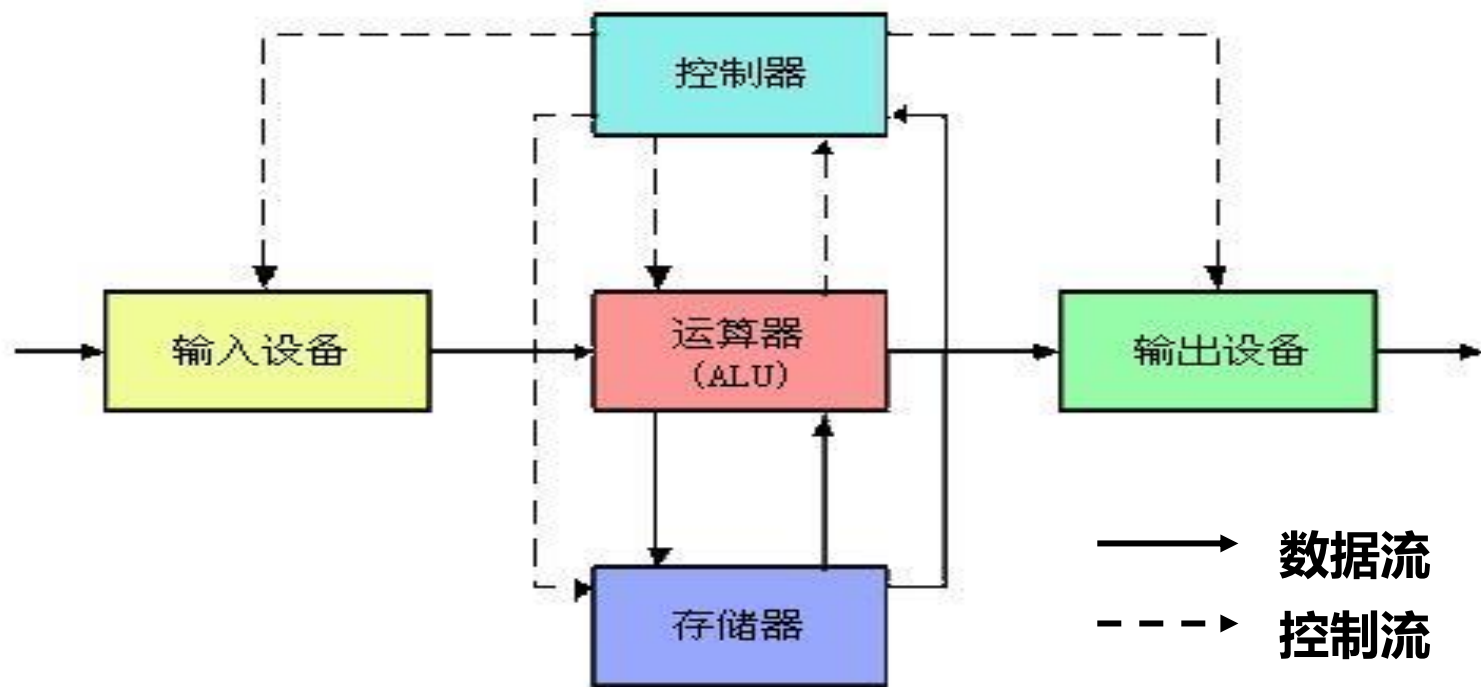 控制器
输入设备
运算器
(ALU)
输出设备
存储器
数据流
控制流